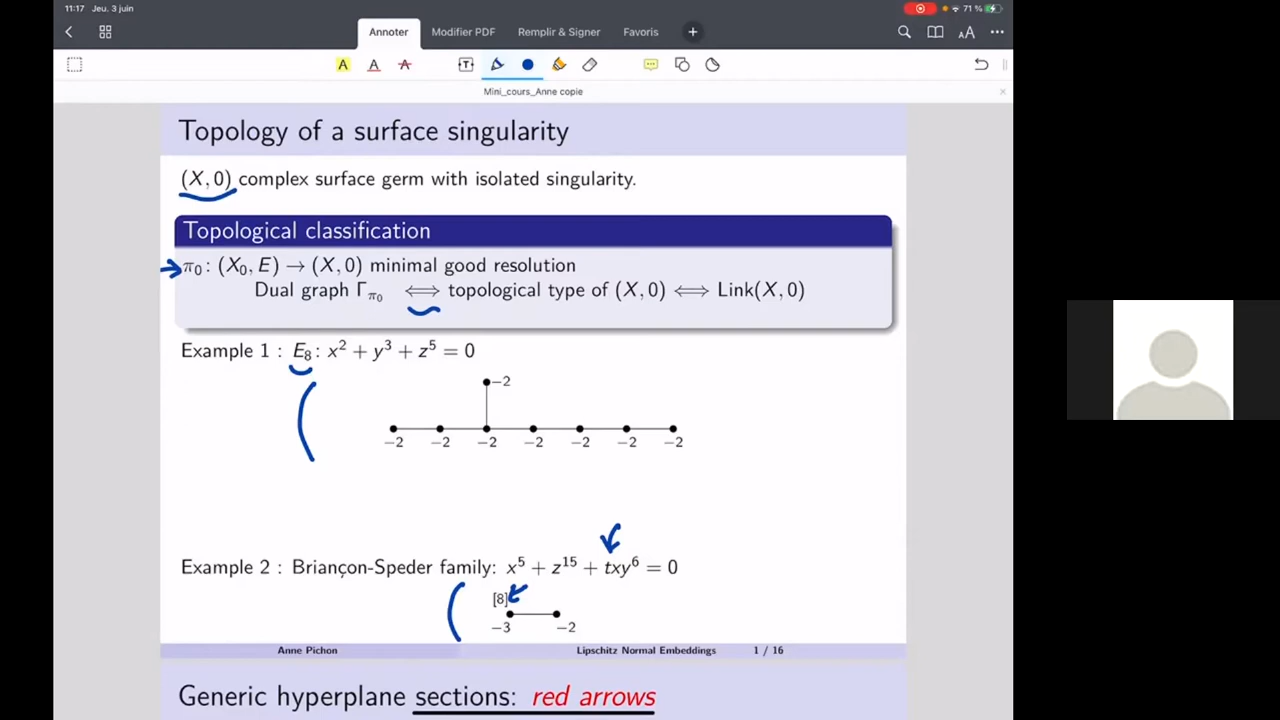 11:17 Jeu. 3 juin
71 %
Annoter Modifier PDF Remplir & Signer Favoris
AA
A A A T
Mini_cours_Anne copie
Topology of a surface singularity
(X, 0) complex surface germ with isolated singularity.
Topological classification
π₀ : (X₀, E) → (X, 0) minimal good resolution
Dual graph Γ_π₀ ⟺ topological type of (X, 0) ⟺ Link(X, 0)
Example 1 : E₈ : x² + y³ + z⁵ = 0
−2
−2 −2 −2 −2 −2 −2 −2
Example 2 : Briançon-Speder family: x⁵ + z¹⁵ + txy⁶ = 0
[8]
−3 −2
Anne Pichon Lipschitz Normal Embeddings 1 / 16
Generic hyperplane sections: red arrows